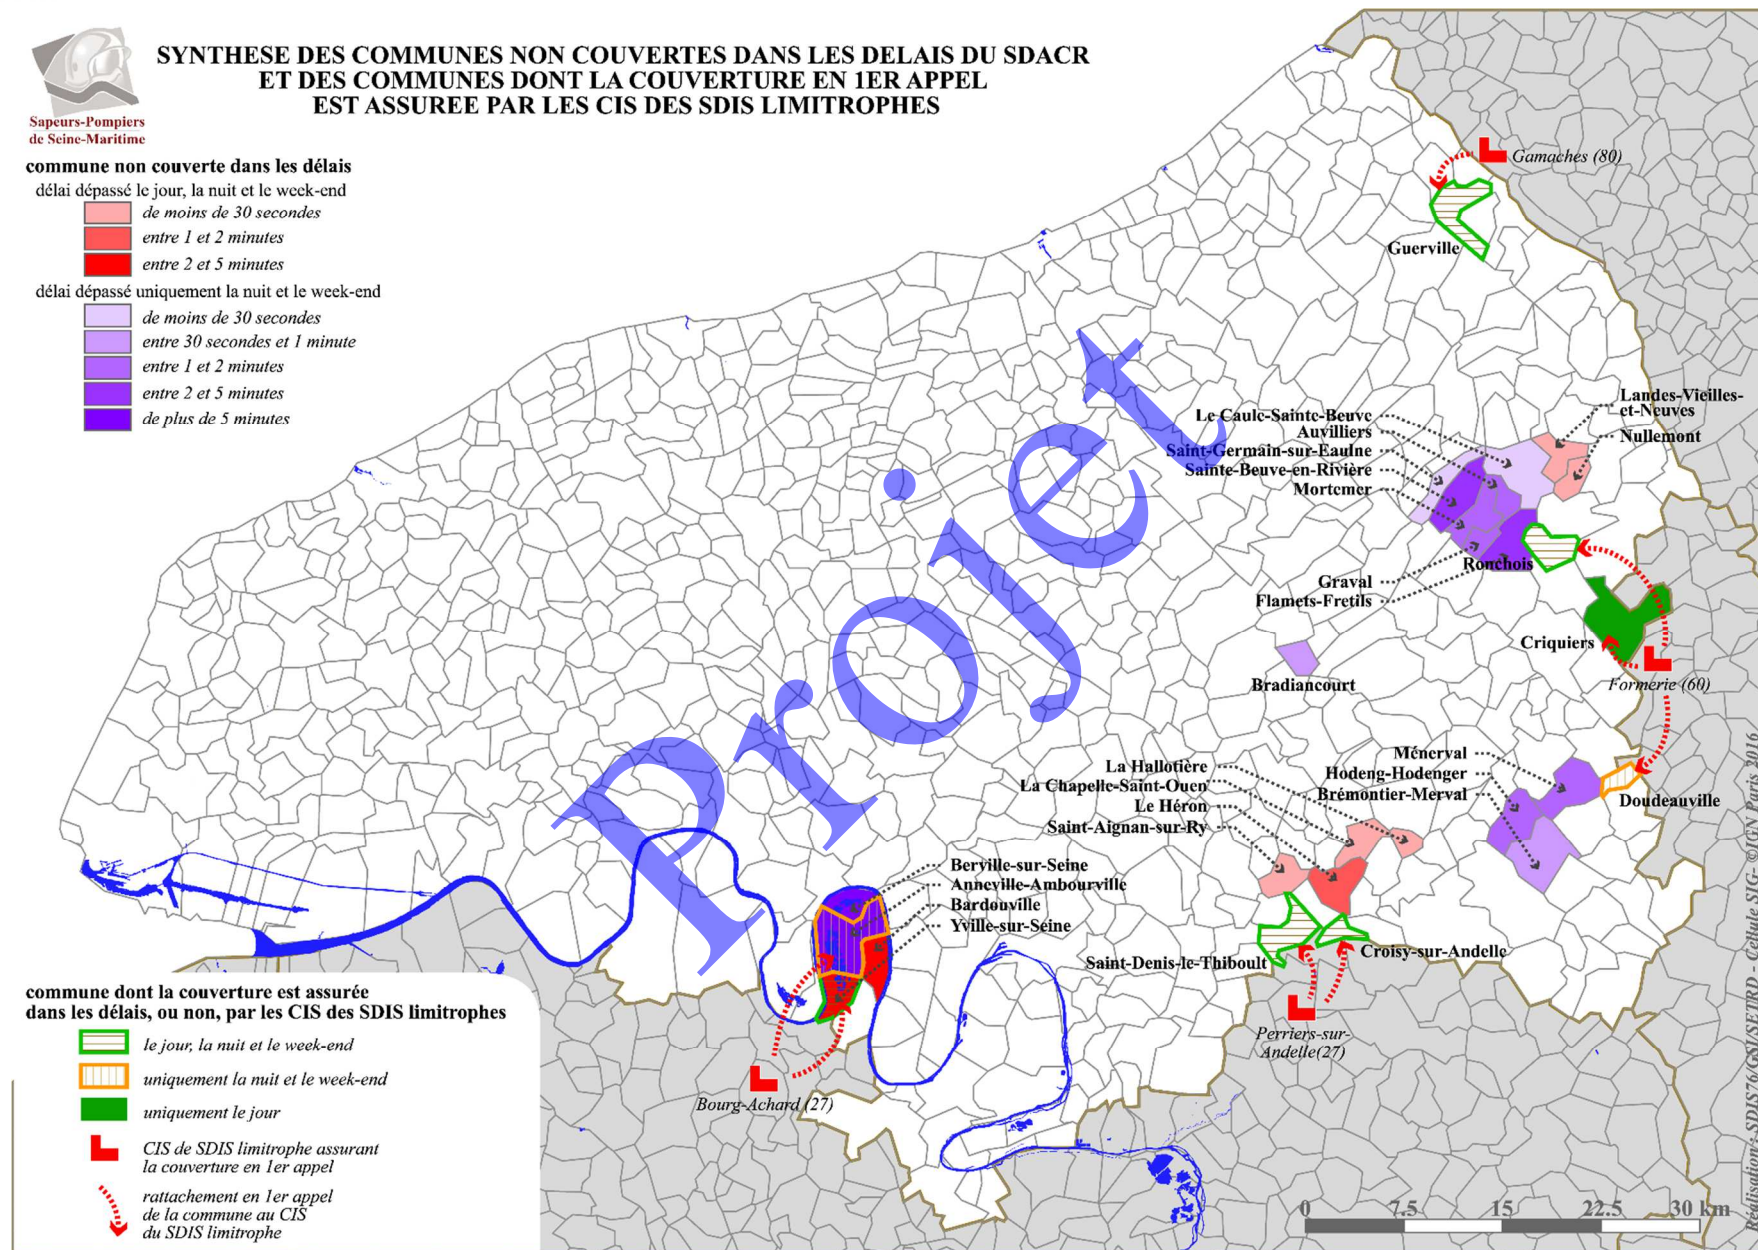 SYNTHESE DES COMMUNES NON COUVERTES DANS LES DELAIS DU SDACR
ET DES COMMUNES DONT LA COUVERTURE EN 1ER APPEL
EST ASSUREE PAR LES CIS DES SDIS LIMITROPHES
Sapeurs-Pompiers
de Seine-Maritime
commune non couverte dans les délais
délai dépassé le jour, la nuit et le week-end
de moins de 30 secondes
entre 1 et 2 minutes
entre 2 et 5 minutes
délai dépassé uniquement la nuit et le week-end
de moins de 30 secondes
entre 30 secondes et 1 minute
entre 1 et 2 minutes
entre 2 et 5 minutes
de plus de 5 minutes
Gamaches (80)
Guerville
Landes-Vieilles-
et-Neuves
Nullemont
Le Caule-Sainte-Beuve
Auvilliers
Saint-Germain-sur-Eaulne
Sainte-Beuve-en-Rivière
Mortemer
Ronchois
Graval
Flamets-Fretils
Criquiers
Formerie (60)
Bradiancourt
Projet
Ménerval
Hodeng-Hodenger
Brémontier-Merval
Doudeauville
La Hallotière
La Chapelle-Saint-Ouen
Le Héron
Saint-Aignan-sur-Ry
Berville-sur-Seine
Anneville-Ambourville
Bardouville
Yville-sur-Seine
Saint-Denis-le-Thiboult
Croisy-sur-Andelle
Perriers-sur-
Andelle(27)
Bourg-Achard (27)
commune dont la couverture est assurée
dans les délais, ou non, par les CIS des SDIS limitrophes
le jour, la nuit et le week-end
uniquement la nuit et le week-end
uniquement le jour
CIS de SDIS limitrophe assurant
la couverture en 1er appel
rattachement en 1er appel
de la commune au CIS
du SDIS limitrophe
0 7.5 15 22.5 30 km
Réalisation : SDIS76/GSI/SERD - Cellule SIG- ©IGN Paris 2016